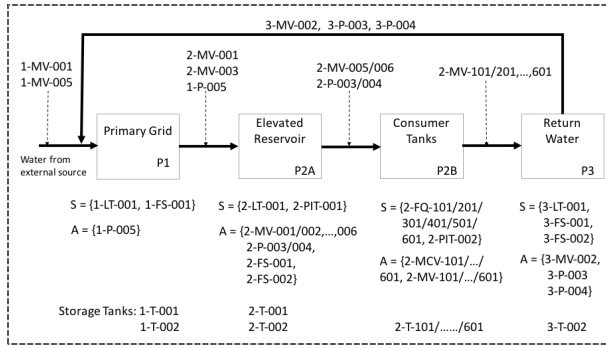 3-MV-002, 3-P-003, 3-P-004
1-MV-001
1-MV-005
2-MV-001
2-MV-003
1-P-005
2-MV-005/006
2-P-003/004
2-MV-101/201,...,601
Water from
external source
Primary Grid
P1
Elevated
Reservoir
P2A
Consumer
Tanks
P2B
Return
Water
P3
S = {1-LT-001, 1-FS-001}
A = {1-P-005}
S = {2-LT-001, 2-PIT-001}
A = {2-MV-001/002,...,006
2-P-003/004,
2-FS-001,
2-FS-002}
S = {2-FQ-101/201/
301/401/501/
601, 2-PIT-002}
A = {2-MCV-101/.../
601, 2-MV-101/.../601}
S = {3-LT-001,
3-FS-001,
3-FS-002}
A = {3-MV-002,
3-P-003
3-P-004}
Storage Tanks: 1-T-001
1-T-002
2-T-001
2-T-002
2-T-101/....../601
3-T-002